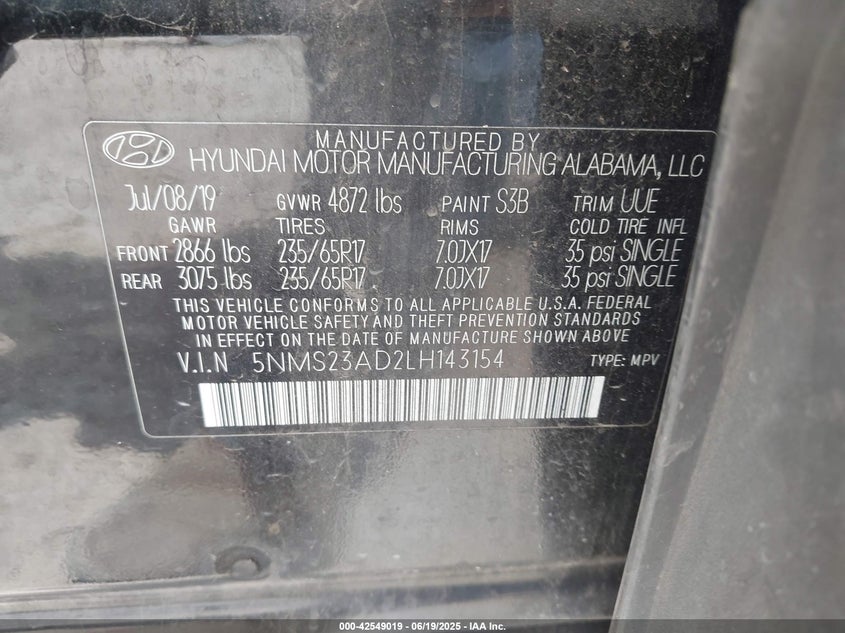 MANUFACTURED BY
HYUNDAI MOTOR MANUFACTURING ALABAMA, LLC
Jul/08/19 GVWR 4872 lbs PAINT S3B TRIM UUE
GAWR TIRES RIMS COLD TIRE INFL
FRONT 2866 lbs 235/65R17 7.0JX17 35 psi SINGLE
REAR 3075 lbs 235/65R17 7.0JX17 35 psi SINGLE
THIS VEHICLE CONFORMS TO ALL APPLICABLE U.S.A. FEDERAL
MOTOR VEHICLE SAFETY AND THEFT PREVENTION STANDARDS
IN EFFECT ON THE DATE OF MANUFACTURE SHOWN ABOVE
V.I.N 5NMS23AD2LH143154 TYPE: MPV
000-42549019 - 06/19/2025 - IAA Inc.